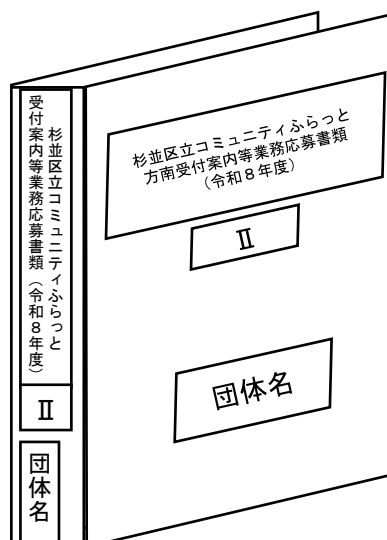 杉並区立コミュニティふらっと
受付案内等業務応募書類（令和８年度）
Ⅱ
団体名
杉並区立コミュニティふらっと
方南受付案内等業務応募書類
（令和８年度）
Ⅱ
団体名